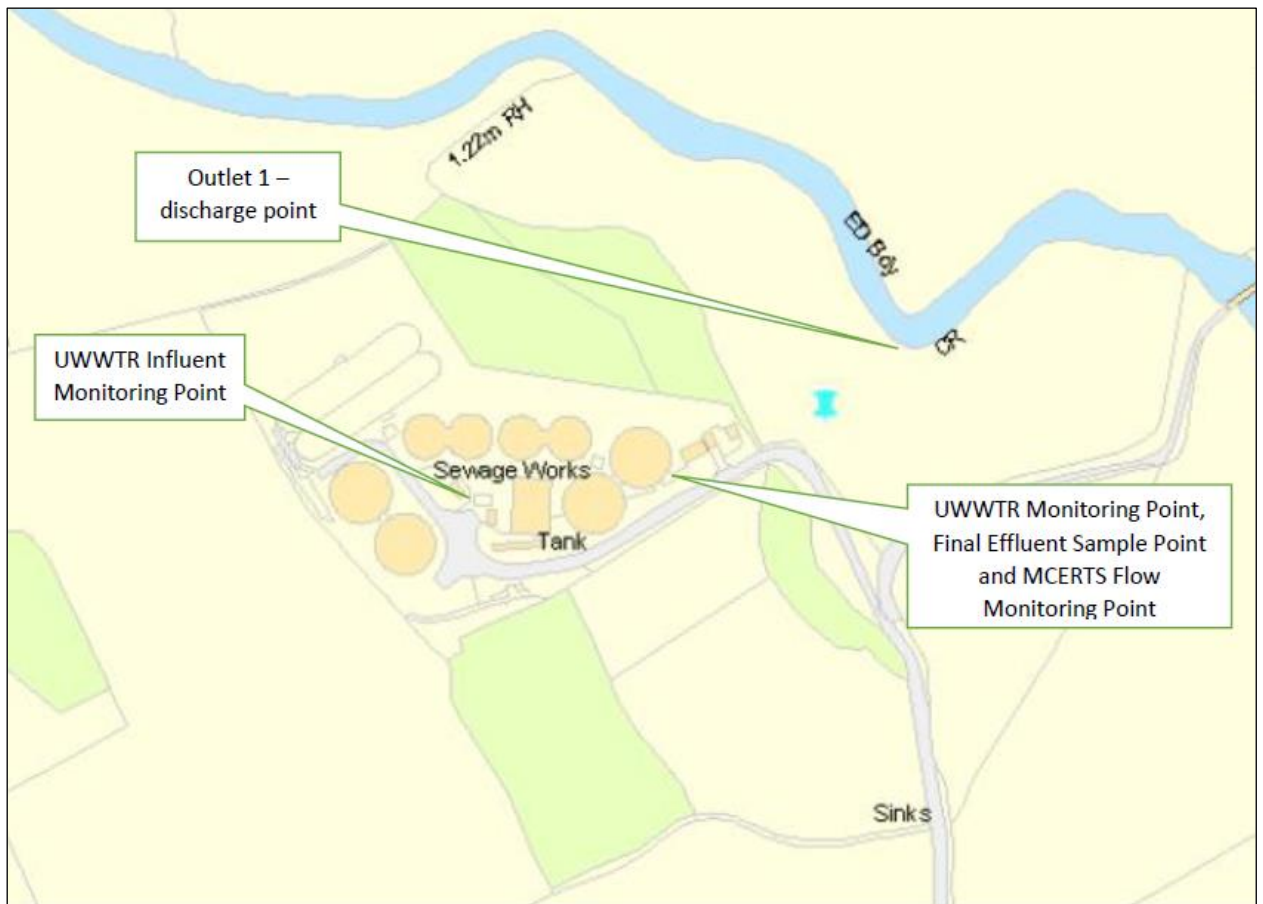 1.22m RH
Outlet 1 –
discharge point
ED Bdy
CR
UWWTR Influent
Monitoring Point
Sewage Works
Tank
UWWTR Monitoring Point,
Final Effluent Sample Point
and MCERTS Flow
Monitoring Point
Sinks